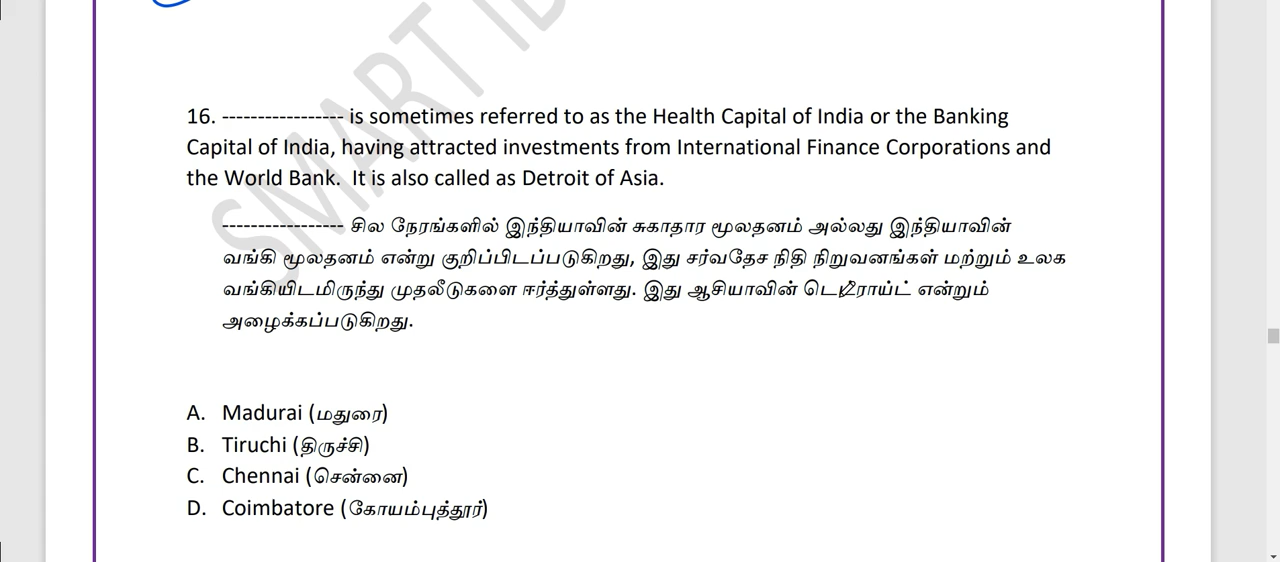 SMART
16. ----------------- is sometimes referred to as the Health Capital of India or the Banking
Capital of India, having attracted investments from International Finance Corporations and
the World Bank. It is also called as Detroit of Asia.
----------------- சில நேரங்களில் இந்தியாவின் சுகாதார மூலதனம் அல்லது இந்தியாவின்
வங்கி மூலதனம் என்று குறிப்பிடப்படுகிறது, இது சர்வதேச நிதி நிறுவனங்கள் மற்றும் உலக
வங்கியிடமிருந்து முதலீடுகளை ஈர்த்துள்ளது. இது ஆசியாவின் டெட்ராய்ட் என்றும்
அழைக்கப்படுகிறது.
A. Madurai (மதுரை)
B. Tiruchi (திருச்சி)
C. Chennai (சென்னை)
D. Coimbatore (கோயம்புத்தூர்)